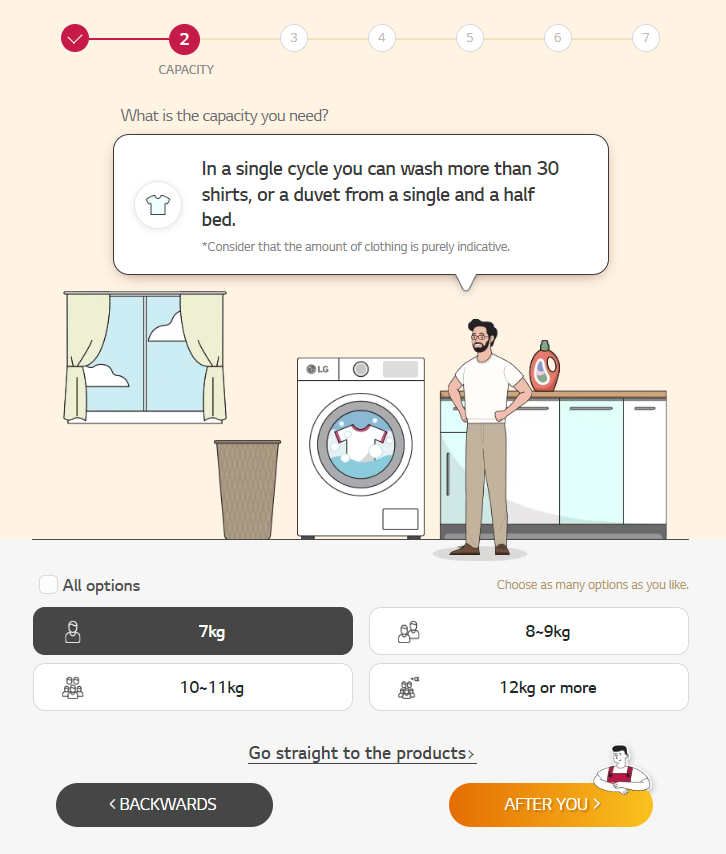 2
3
4
5
6
7
CAPACITY
What is the capacity you need?
In a single cycle you can wash more than 30
shirts, or a duvet from a single and a half
bed.
*Consider that the amount of clothing is purely indicative.
LG
All options
Choose as many options as you like.
7kg
8~9kg
10~11kg
+α
12kg or more
Go straight to the products>
< BACKWARDS
AFTER YOU >